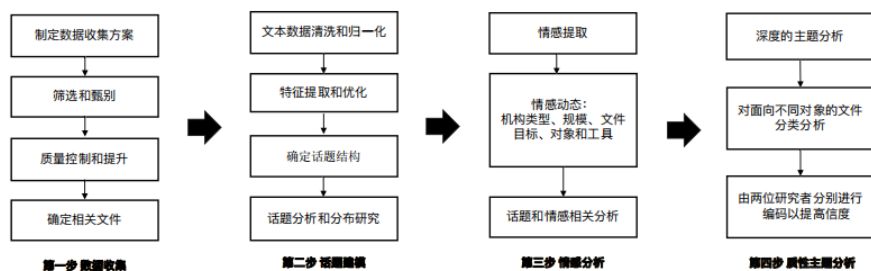 制定数据收集方案
筛选和甄别
质量控制和提升
确定相关文件
第一步 数据收集
文本数据清洗和归一化
特征提取和优化
确定话题结构
话题分析和分布研究
第二步 话题建模
情感提取
情感动态：
机构类型、规模、文件
目标、对象和工具
话题和情感相关分析
第三步 情感分析
深度的主题分析
对面向不同对象的文件
分类分析
由两位研究者分别进行
编码以提高信度
第四步 质性主题分析